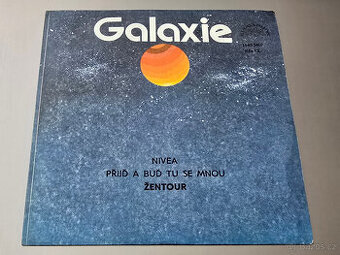 Galaxie
NIVEA
PŘIJĎ A BUĎ TU SE MNOU
ŽENTOUR